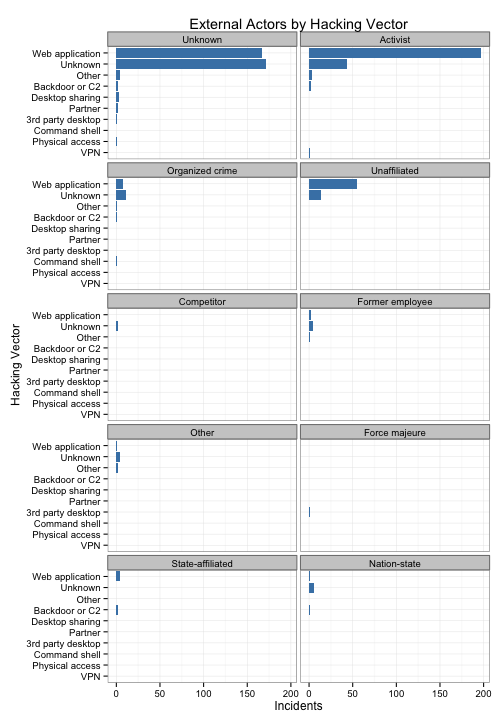 External Actors by Hacking Vector
Unknown
Activist
Web application
Unknown
Other
Backdoor or C2
Desktop sharing
Partner
3rd party desktop
Command shell
Physical access
VPN
Organized crime
Unaffiliated
Web application
Unknown
Other
Backdoor or C2
Desktop sharing
Partner
3rd party desktop
Command shell
Physical access
VPN
Competitor
Former employee
Web application
Unknown
Other
Backdoor or C2
Desktop sharing
Partner
3rd party desktop
Command shell
Physical access
VPN
Hacking Vector
Other
Force majeure
Web application
Unknown
Other
Backdoor or C2
Desktop sharing
Partner
3rd party desktop
Command shell
Physical access
VPN
State-affiliated
Nation-state
Web application
Unknown
Other
Backdoor or C2
Desktop sharing
Partner
3rd party desktop
Command shell
Physical access
VPN
0 50 100 150 200 0 50 100 150 200
Incidents